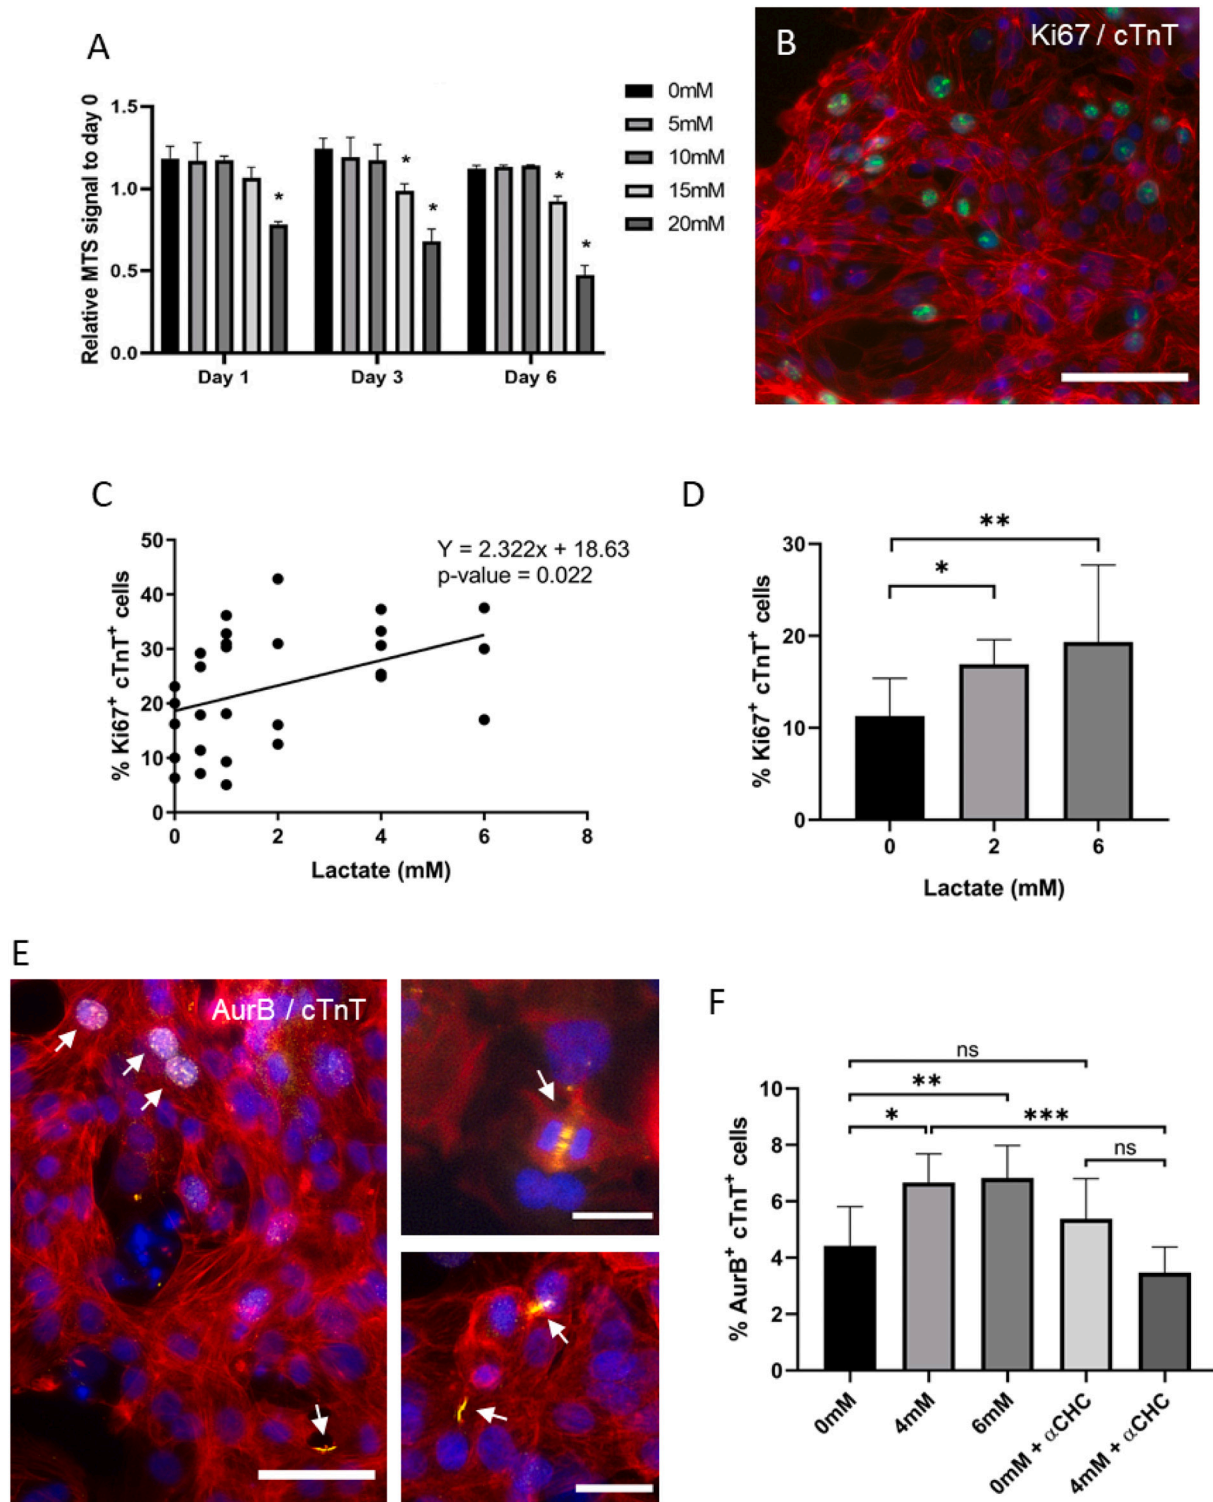 A
Relative MTS signal to day 0
1.5
1.0
0.5
0.0
*
*
*
*
*
Day 1
Day 3
Day 6
0mM
5mM
10mM
15mM
20mM
B
Ki67 / cTnT
C
% Ki67⁺ cTnT⁺ cells
50
40
30
20
10
0
Y = 2.322x + 18.63
p-value = 0.022
0 2 4 6 8
Lactate (mM)
D
% Ki67⁺ cTnT⁺ cells
30
20
10
0
**
*
0 2 6
Lactate (mM)
E
AurB / cTnT
F
% AurB⁺ cTnT⁺ cells
10
8
6
4
2
0
ns
**
*
***
ns
0mM
4mM
6mM
0mM + αCHC
4mM + αCHC